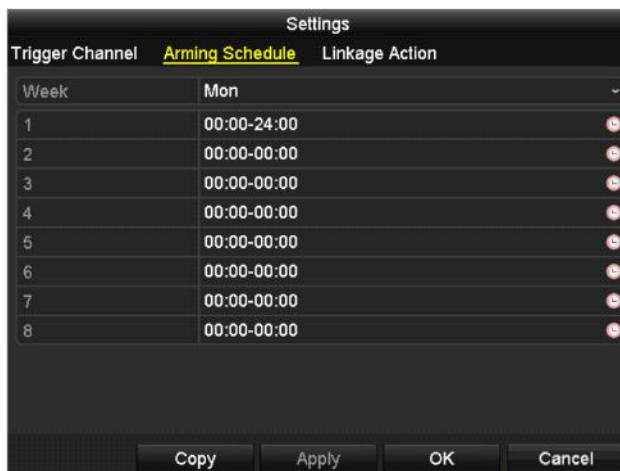 Settings
Trigger Channel Arming Schedule Linkage Action
Week Mon
1 00:00-24:00
2 00:00-00:00
3 00:00-00:00
4 00:00-00:00
5 00:00-00:00
6 00:00-00:00
7 00:00-00:00
8 00:00-00:00
Copy Apply OK Cancel